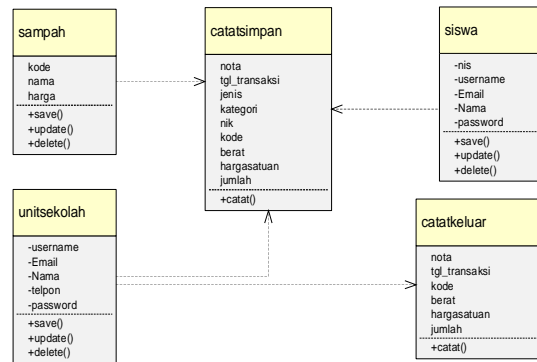 sampah
kode
nama
harga
+save()
+update()
+delete()
catatsimpan
nota
tgl_transaksi
jenis
kategori
nik
kode
berat
hargasatuan
jumlah
+catat()
siswa
-nis
-username
-Email
-Nama
-password
+save()
+update()
+delete()
unitsekolah
-username
-Email
-Nama
-telpon
-password
+save()
+update()
+delete()
catatkeluar
nota
tgl_transaksi
kode
berat
hargasatuan
jumlah
+catat()